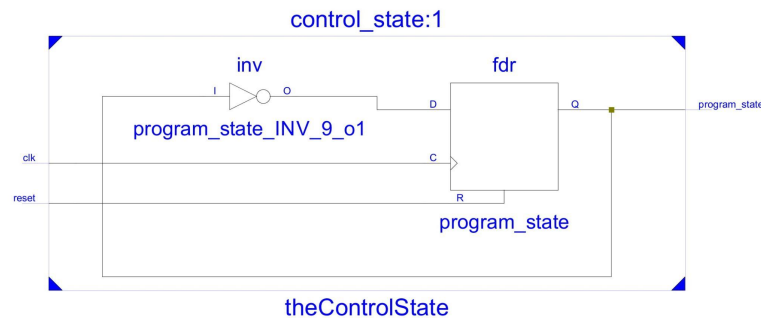 control_state:1
inv
fdr
I
O
D
Q
program_state
program_state_INV_9_o1
clk
C
reset
R
program_state
theControlState